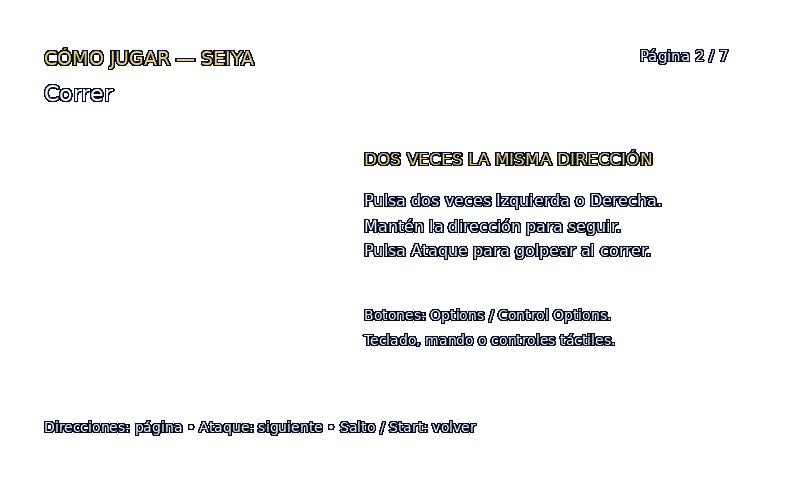 CÓMO JUGAR — SEIYA
Página 2 / 7
Correr
DOS VECES LA MISMA DIRECCIÓN
Pulsa dos veces Izquierda o Derecha.
Mantén la dirección para seguir.
Pulsa Ataque para golpear al correr.
Botones: Options / Control Options.
Teclado, mando o controles táctiles.
Direcciones: página • Ataque: siguiente • Salto / Start: volver